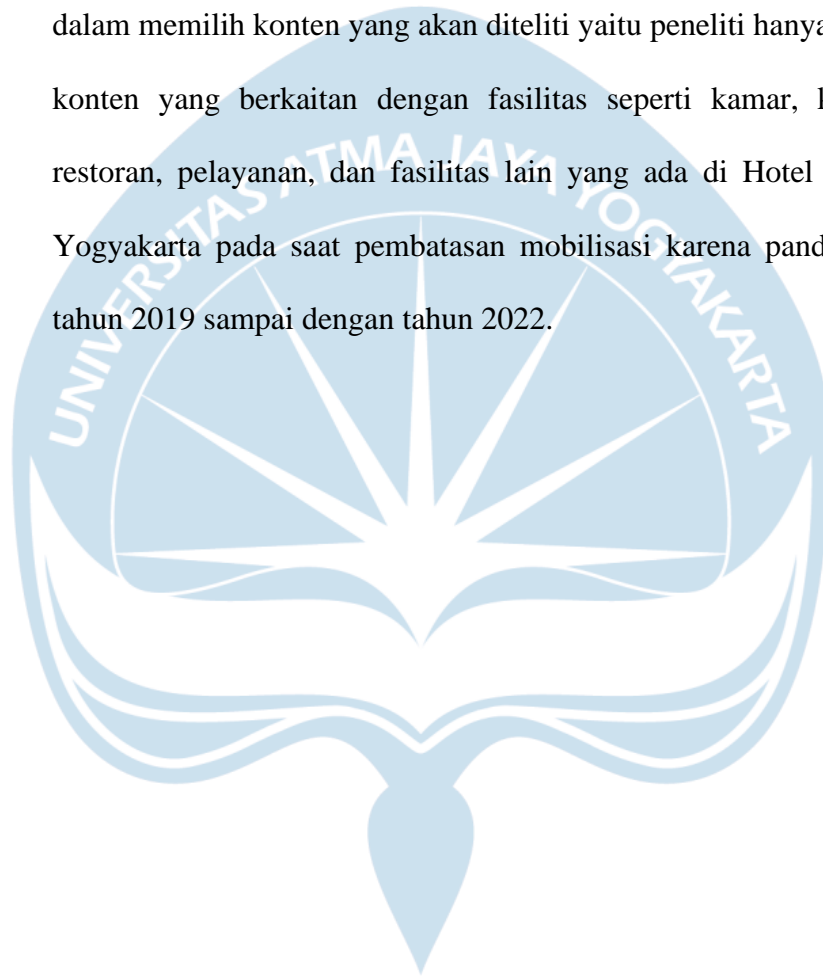 dalam memilih konten yang akan diteliti yaitu peneliti hanya
konten yang berkaitan dengan fasilitas seperti kamar,
restoran, pelayanan, dan fasilitas lain yang ada di Hotel
Yogyakarta pada saat pembatasan mobilisasi karena
tahun 2019 sampai dengan tahun 2022.
UNIVERSITAS ATMA JAYA YOGYAKARTA